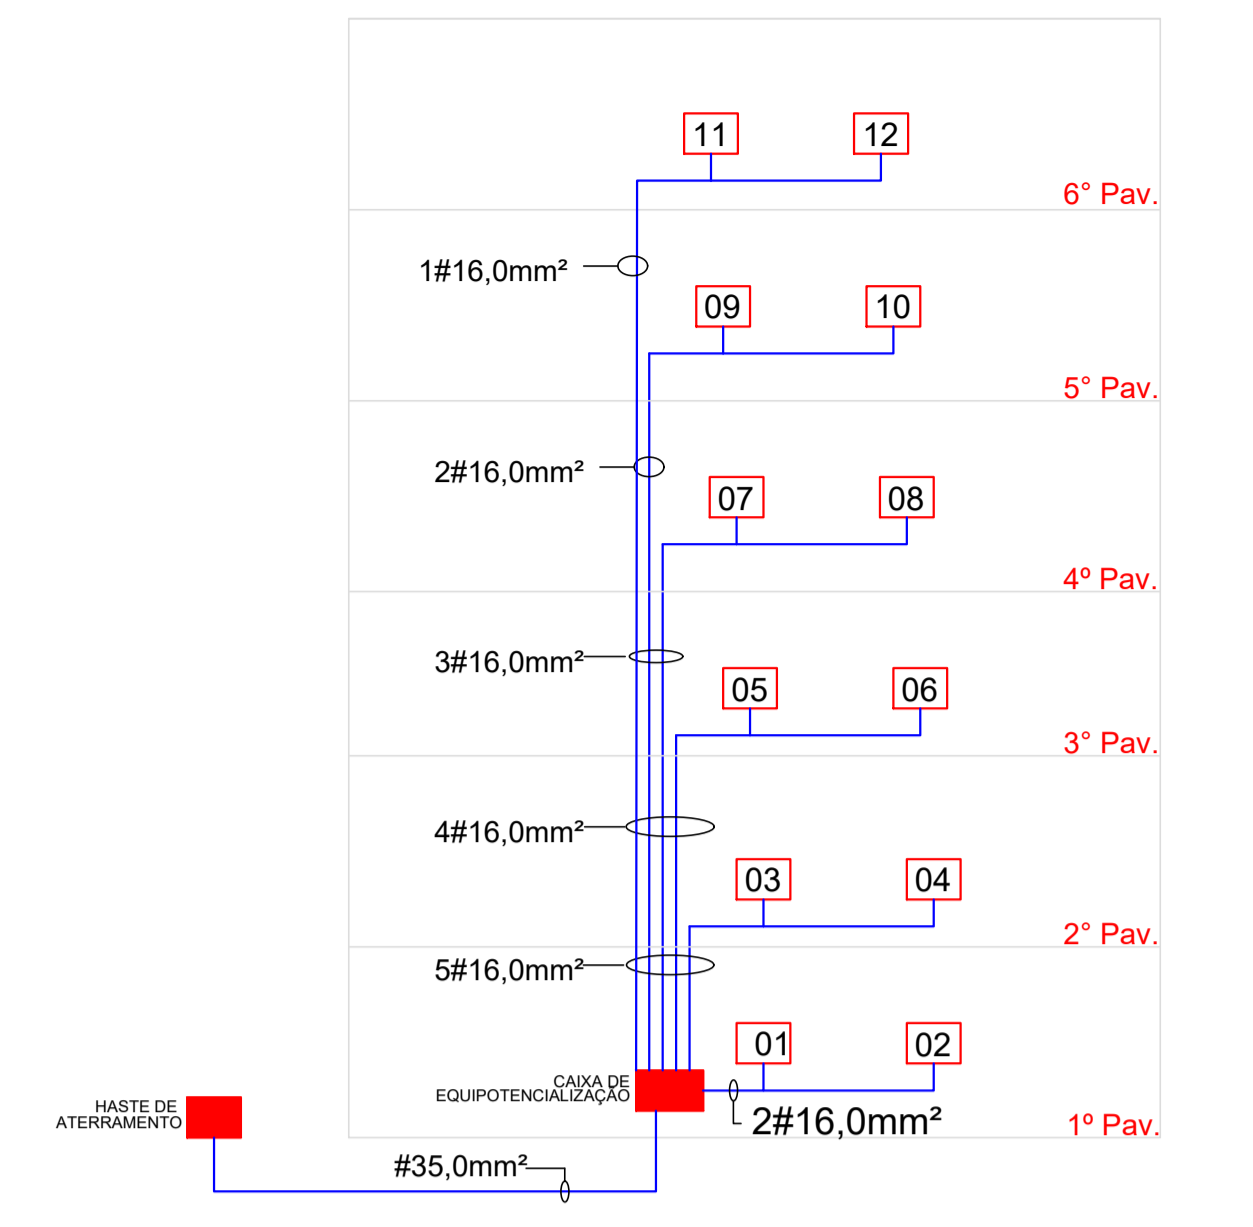 11
12
6° Pav.
1#16,0mm²
09
10
5° Pav.
2#16,0mm²
07
08
4º Pav.
3#16,0mm²
05
06
3° Pav.
4#16,0mm²
03
04
2° Pav.
5#16,0mm²
01
02
CAIXA DE
EQUIPOTENCIALIZAÇÃO
HASTE DE
ATERRAMENTO
2#16,0mm²
1º Pav.
#35,0mm²